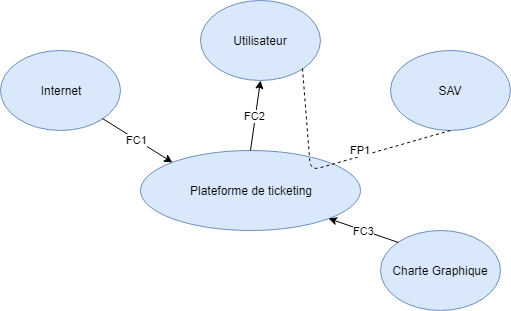 Utilisateur
Internet
SAV
FC2
FC1
FP1
Plateforme de ticketing
FC3
Charte Graphique